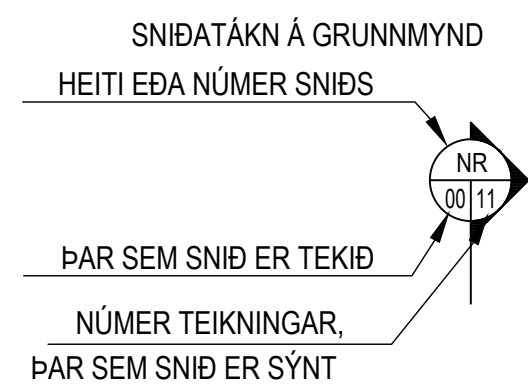 SNIÐATÁKN Á GRUNNMYND
HEITI EÐA NÚMER SNIÐS
NR
00 11
ÞAR SEM SNIÐ ER TEKIÐ
NÚMER TEIKNINGAR,
ÞAR SEM SNIÐ ER SÝNT